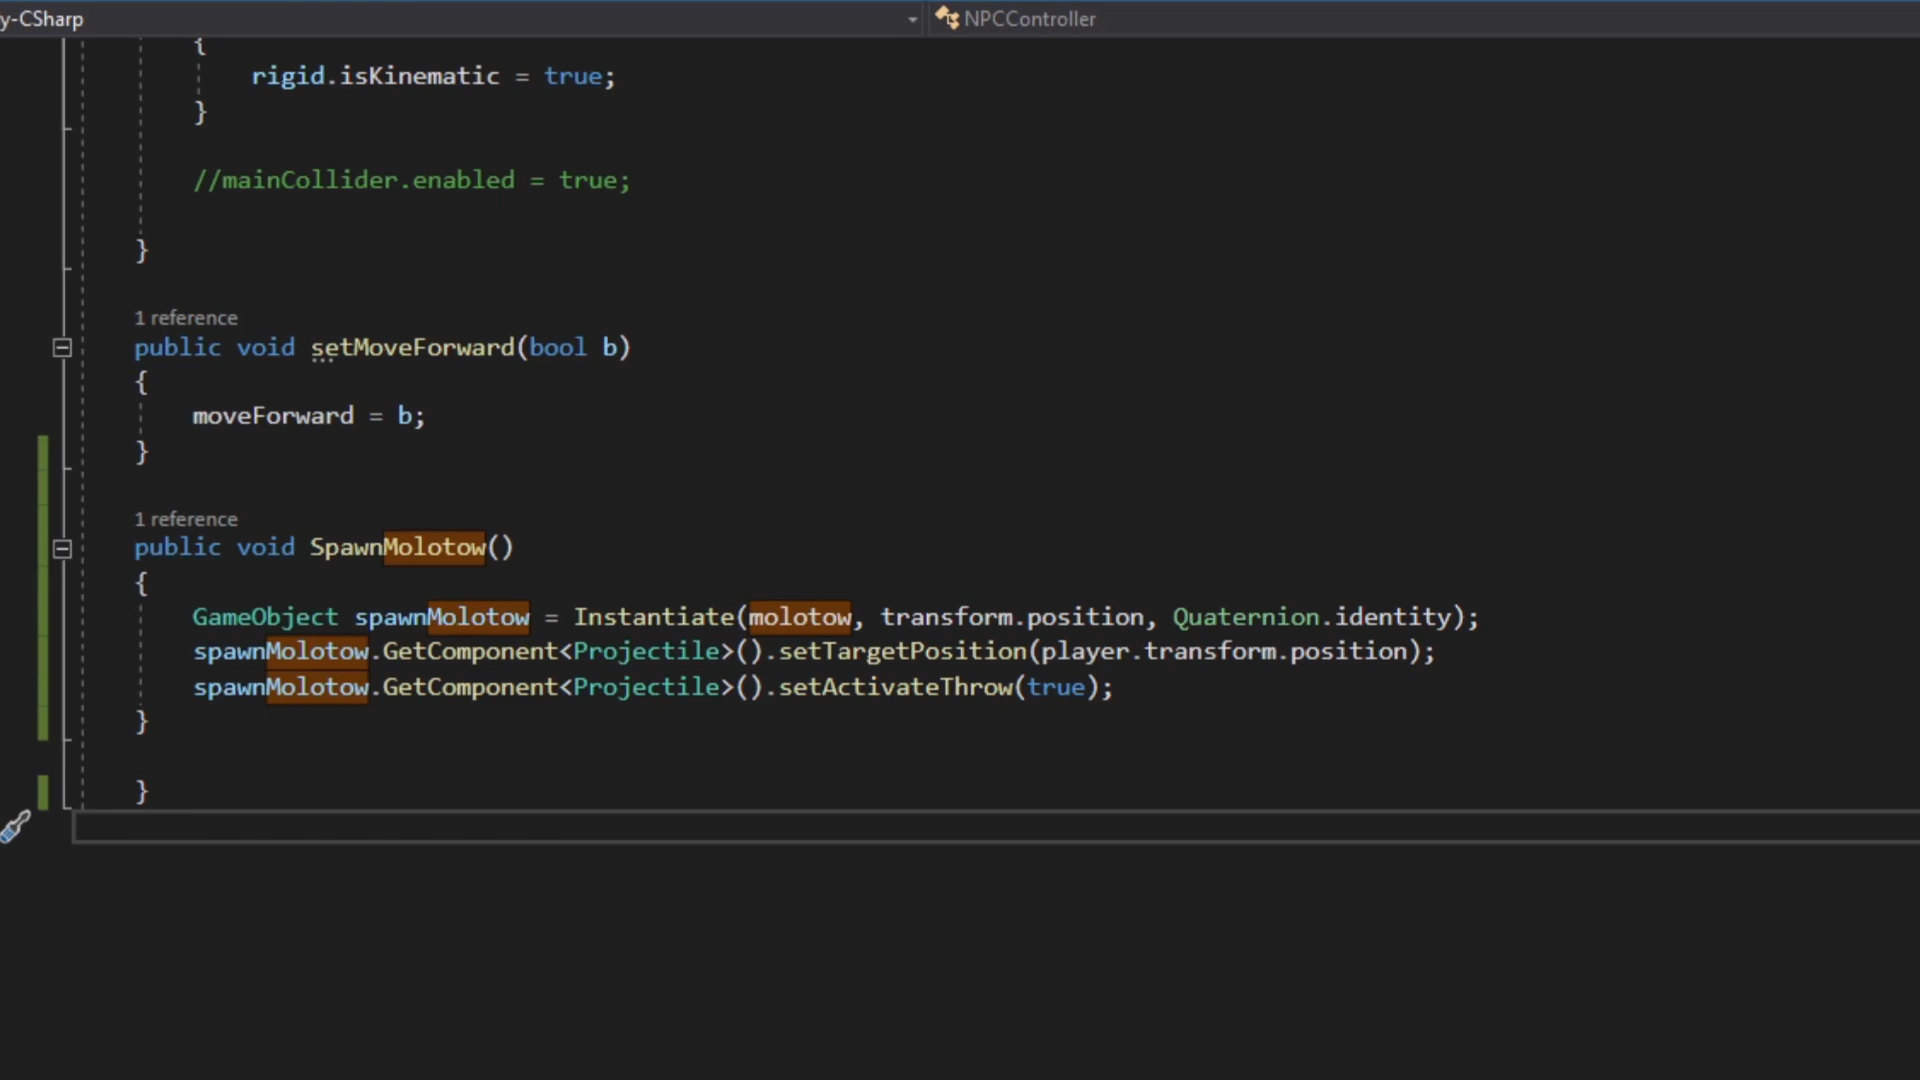 y-CSharp
NPCController
{
rigid.isKinematic = true;
}
//mainCollider.enabled = true;
}
1 reference
public void setMoveForward(bool b)
{
moveForward = b;
}
1 reference
public void SpawnMolotow()
{
GameObject spawnMolotow = Instantiate(molotow, transform.position, Quaternion.identity);
spawnMolotow.GetComponent<Projectile>().setTargetPosition(player.transform.position);
spawnMolotow.GetComponent<Projectile>().setActivateThrow(true);
}
}